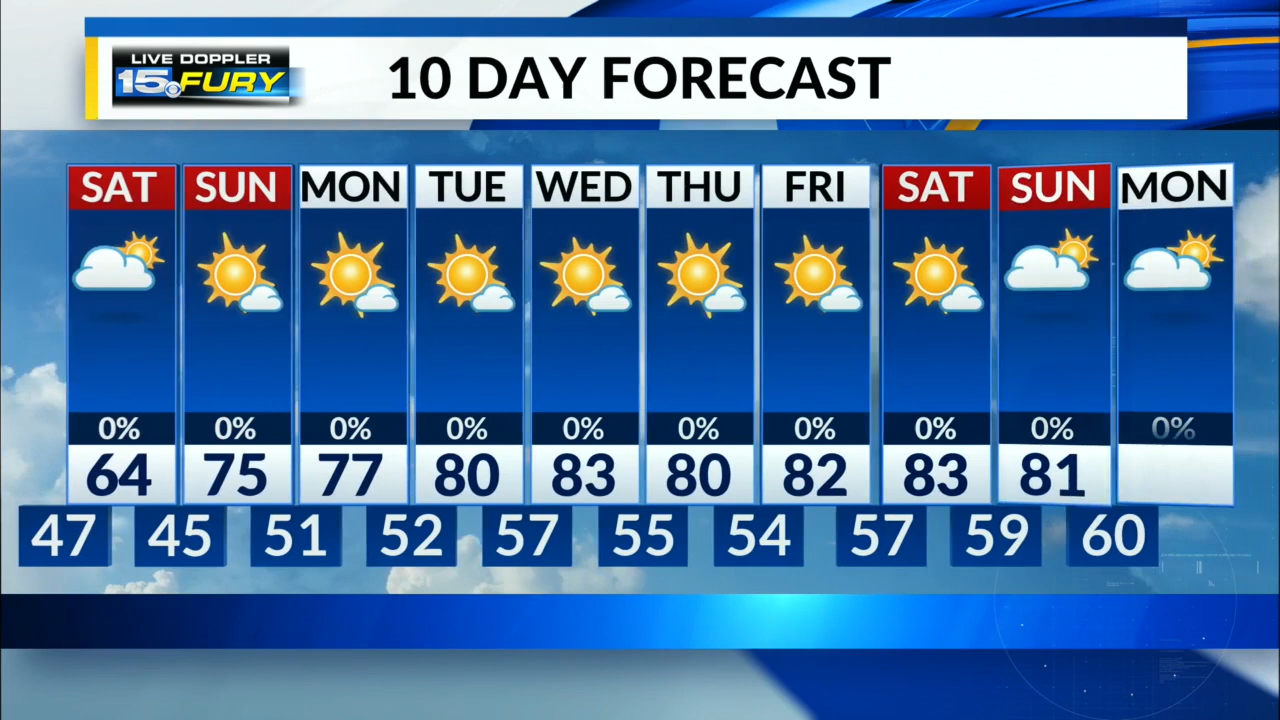 LIVE DOPPLER
15 FURY
10 DAY FORECAST
SAT SUN MON TUE WED THU FRI SAT SUN MON
0% 0% 0% 0% 0% 0% 0% 0% 0% 0%
64 75 77 80 83 80 82 83 81
47 45 51 52 57 55 54 57 59 60